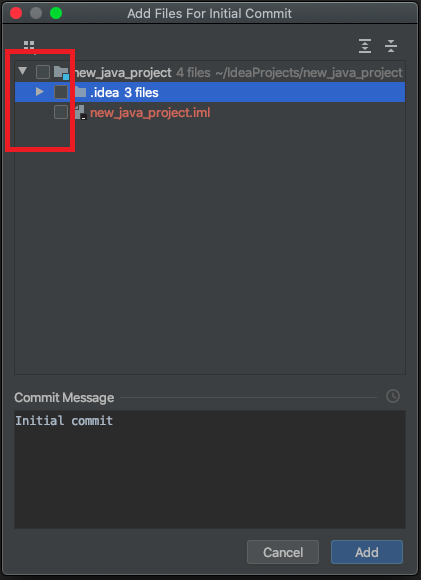 Add Files For Initial Commit
new_java_project 4 files ~/IdeaProjects/new_java_project
.idea 3 files
new_java_project.iml
Commit Message
Initial commit
Cancel Add